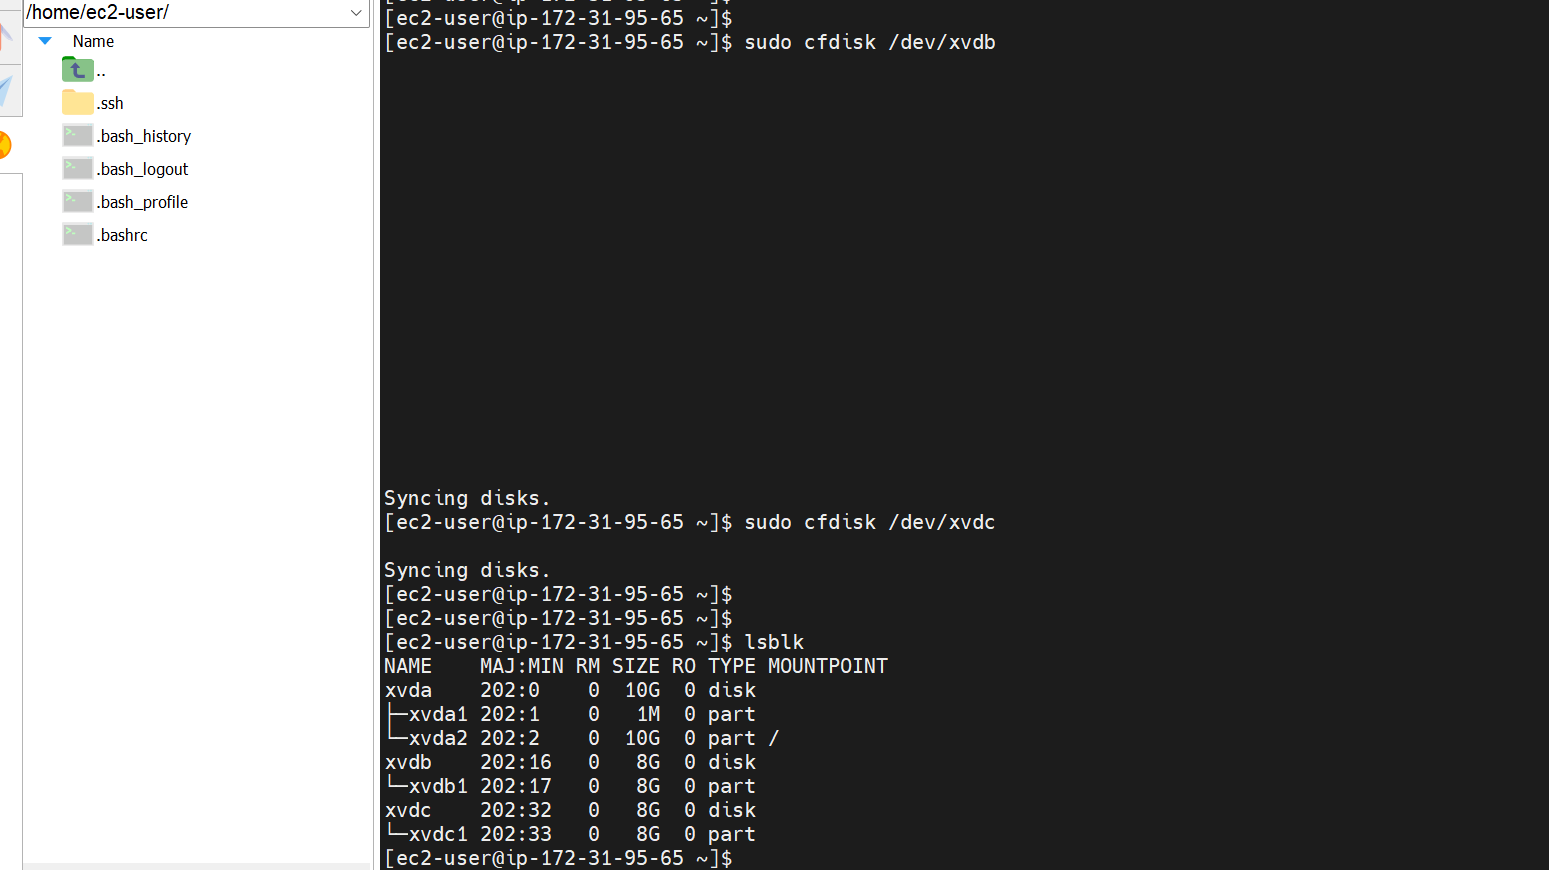 /home/ec2-user/
Name
..
.ssh
.bash_history
.bash_logout
.bash_profile
.bashrc
[ec2-user@ip-172-31-95-65 ~]$
[ec2-user@ip-172-31-95-65 ~]$ sudo cfdisk /dev/xvdb
Syncing disks.
[ec2-user@ip-172-31-95-65 ~]$ sudo cfdisk /dev/xvdc
Syncing disks.
[ec2-user@ip-172-31-95-65 ~]$
[ec2-user@ip-172-31-95-65 ~]$
[ec2-user@ip-172-31-95-65 ~]$ lsblk
NAME    MAJ:MIN RM SIZE RO TYPE MOUNTPOINT
xvda    202:0    0  10G  0 disk
├─xvda1 202:1    0   1M  0 part
└─xvda2 202:2    0  10G  0 part /
xvdb    202:16   0   8G  0 disk
└─xvdb1 202:17   0   8G  0 part
xvdc    202:32   0   8G  0 disk
└─xvdc1 202:33   0   8G  0 part
[ec2-user@ip-172-31-95-65 ~]$